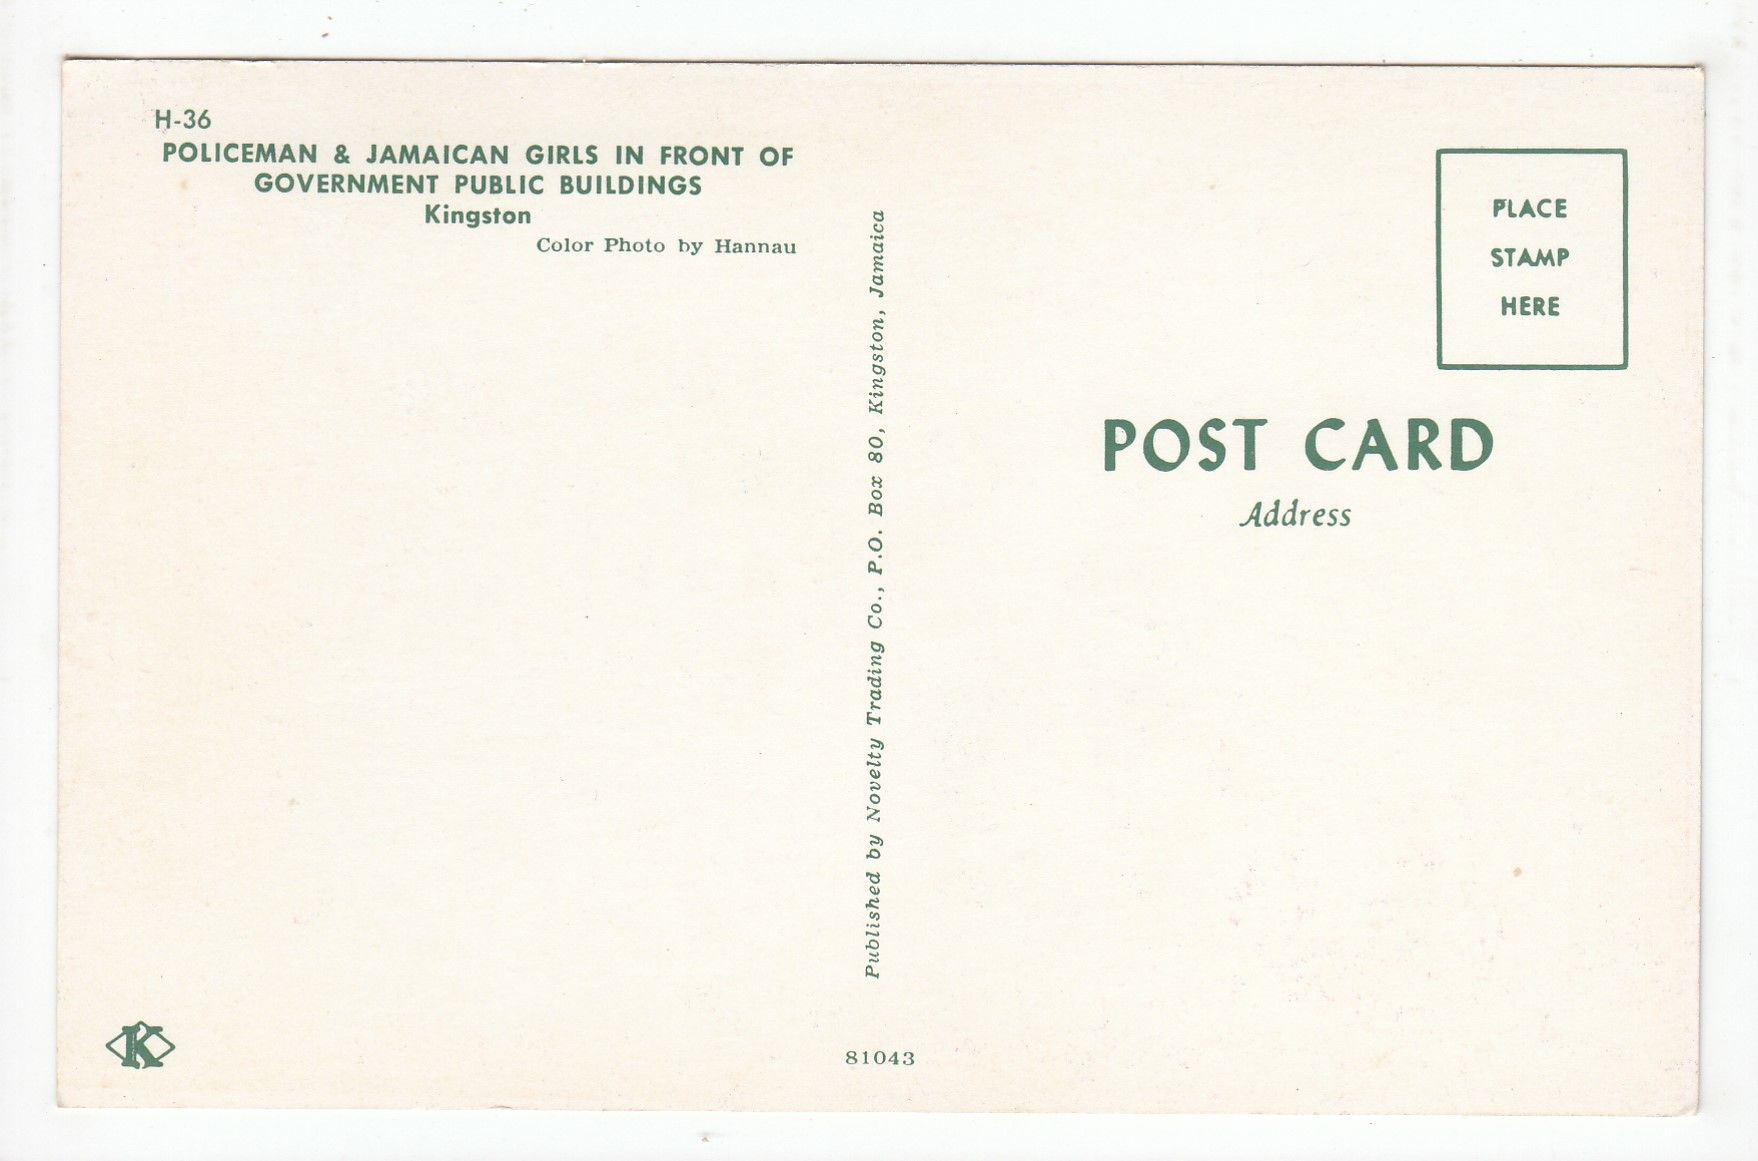 H-36
POLICEMAN & JAMAICAN GIRLS IN FRONT OF
GOVERNMENT PUBLIC BUILDINGS
Kingston
Color Photo by Hannau
Published by Novelty Trading Co., P.O. Box 80, Kingston, Jamaica
PLACE
STAMP
HERE
POST CARD
Address
K
81043